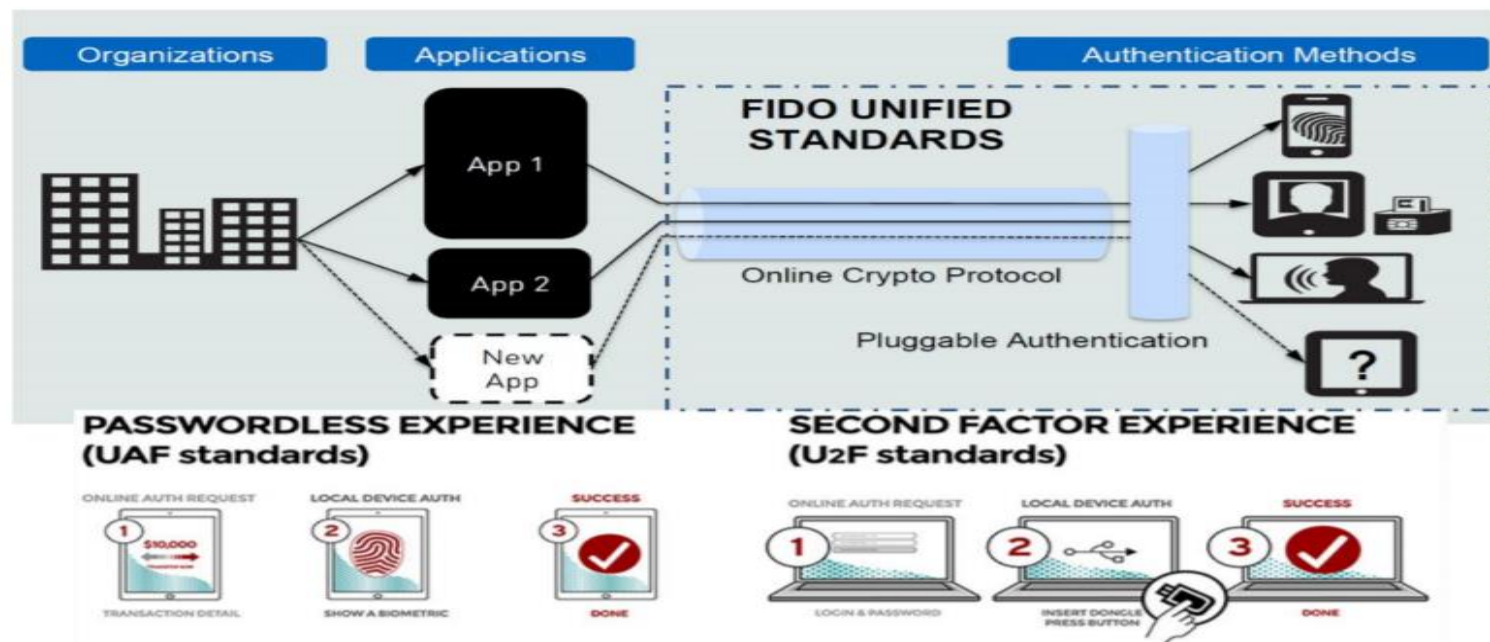 Organizations
Applications
Authentication Methods
FIDO UNIFIED
STANDARDS
App 1
App 2
New
App
Online Crypto Protocol
Pluggable Authentication
?
PASSWORDLESS EXPERIENCE
(UAF standards)
ONLINE AUTH REQUEST
LOCAL DEVICE AUTH
SUCCESS
1
2
3
$10,000
TRANSFER NOW
TRANSACTION DETAIL
SHOW A BIOMETRIC
DONE
SECOND FACTOR EXPERIENCE
(U2F standards)
ONLINE AUTH REQUEST
LOCAL DEVICE AUTH
SUCCESS
1
2
3
LOGIN & PASSWORD
INSERT DONGLE
PRESS BUTTON
DONE